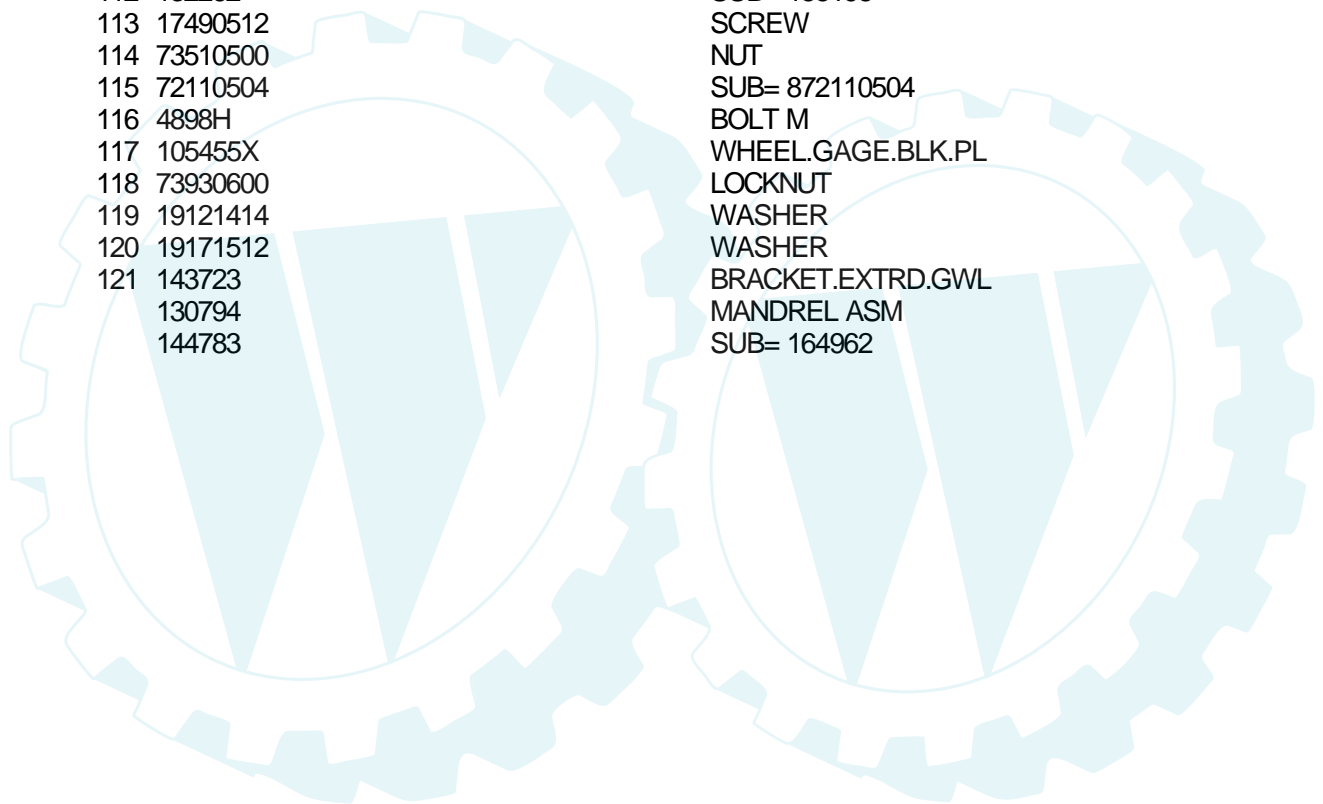 113 17490512 SCREW
114 73510500 NUT
115 72110504 SUB= 872110504
116 4898H BOLT M
117 105455X WHEEL.GAGE.BLK.PL
118 73930600 LOCKNUT
119 19121414 WASHER
120 19171512 WASHER
121 143723 BRACKET.EXTRD.GWL
130794 MANDREL ASM
144783 SUB= 164962